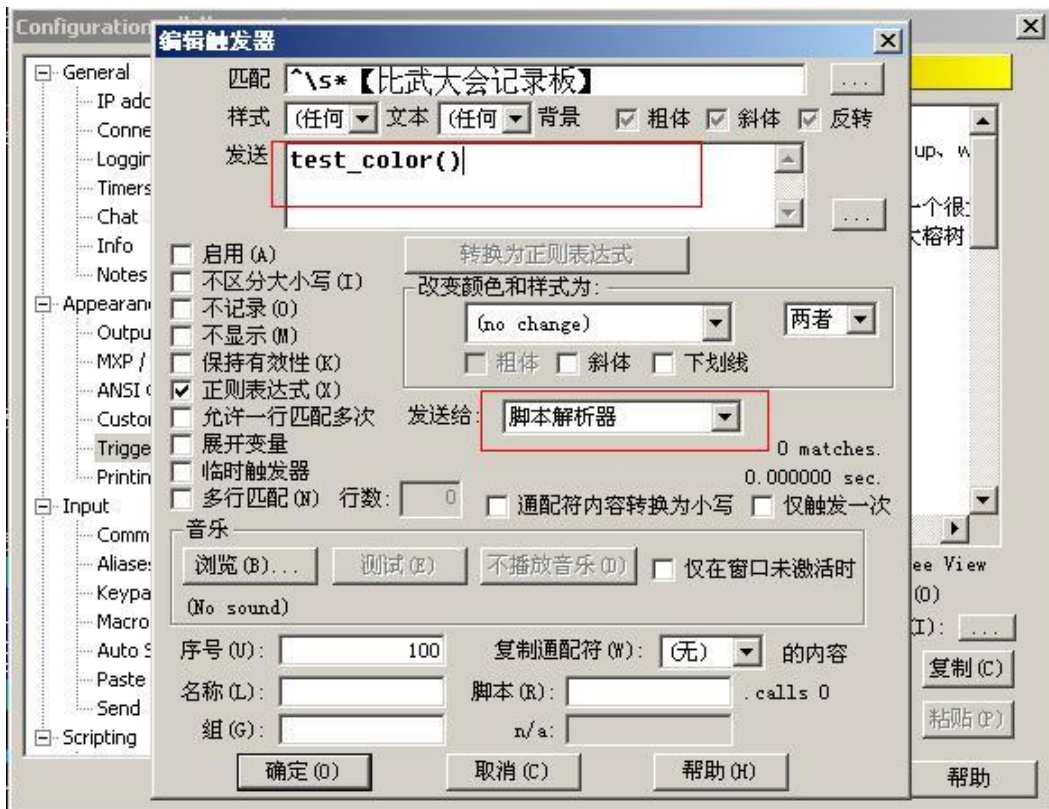 Configuration
编辑触发器
General
IP add
Conne
Loggin
Timers
Chat
Info
Notes
Appearan
Outpu
MXP /
ANSI
Custo
Trigge
Printin
Input
Comm
Aliase
Keypa
Macro
Auto S
Paste
Send
Scripting
匹配 ^\s*【比武大会记录板】 ...
样式 (任何 文本 (任何 背景 粗体 斜体 反转
发送 test_color()
...
启用(A) 转换为正则表达式
不区分大小写(I) 改变颜色和样式为:
不记录(O) (no change) 两者
不显示(M)
保持有效性(K) 粗体 斜体 下划线
正则表达式(X)
允许一行匹配多次 发送给: 脚本解析器
展开变量 0 matches.
临时触发器 0.000000 sec.
多行匹配(N) 行数: 0 通配符内容转换为小写 仅触发一次
音乐
浏览(B)... 测试(E) 不播放音乐(D) 仅在窗口未激活时
(No sound)
序号(U): 100 复制通配符(W): (无) 的内容
名称(L): 脚本(R): . calls 0
组(G): n/a:
确定(O) 取消(C) 帮助(H)
up、w
一个很
榕树
ee View
(O)
(I): ...
复制(C)
粘贴(P)
帮助